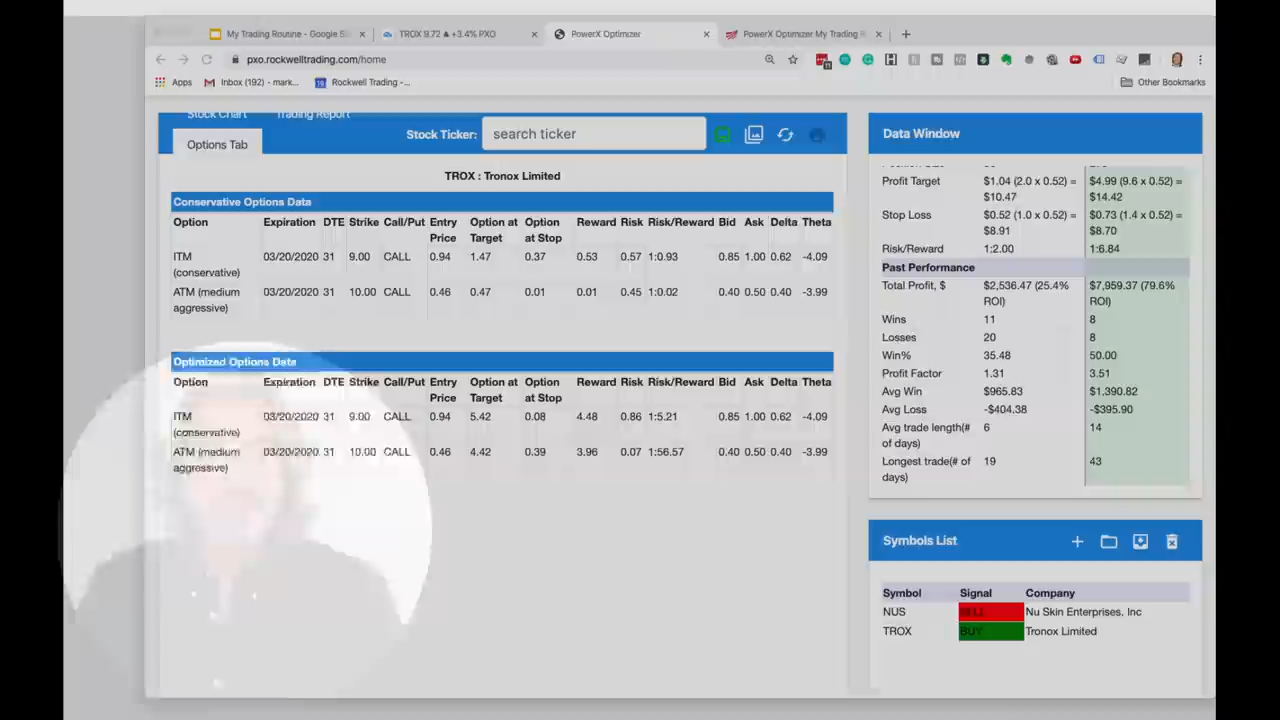 My Trading Routine - Google S
TROX 9.72 ▲ +3.4% PXO
PowerX Optimizer
PowerX Optimizer My Trading R
pxo.rockwelltrading.com/home
Apps
Inbox (192) - mark...
Rockwell Trading -...
Other Bookmarks
Stock Chart
Trading Report
Options Tab
Stock Ticker:
search ticker
TROX : Tronox Limited
Conservative Options Data
Option Expiration DTE Strike Call/Put Entry Price Option at Target Option at Stop Reward Risk Risk/Reward Bid Ask Delta Theta
ITM (conservative) 03/20/2020 31 9.00 CALL 0.94 1.47 0.37 0.53 0.57 1:0.93 0.85 1.00 0.62 -4.09
ATM (medium aggressive) 03/20/2020 31 10.00 CALL 0.46 0.47 0.01 0.01 0.45 1:0.02 0.40 0.50 0.40 -3.99
Optimized Options Data
Option Expiration DTE Strike Call/Put Entry Price Option at Target Option at Stop Reward Risk Risk/Reward Bid Ask Delta Theta
ITM (conservative) 03/20/2020 31 9.00 CALL 0.94 5.42 0.08 4.48 0.86 1:5.21 0.85 1.00 0.62 -4.09
ATM (medium aggressive) 03/20/2020 31 10.00 CALL 0.46 4.42 0.39 3.96 0.07 1:56.57 0.40 0.50 0.40 -3.99
Data Window
Profit Target $1.04 (2.0 x 0.52) = $10.47 $4.99 (9.6 x 0.52) = $14.42
Stop Loss $0.52 (1.0 x 0.52) = $8.91 $0.73 (1.4 x 0.52) = $8.70
Risk/Reward 1:2.00 1:6.84
Past Performance
Total Profit, $ $2,536.47 (25.4% ROI) $7,959.37 (79.6% ROI)
Wins 11 8
Losses 20 8
Win% 35.48 50.00
Profit Factor 1.31 3.51
Avg Win $965.83 $1,390.82
Avg Loss -$404.38 -$395.90
Avg trade length(# of days) 6 14
Longest trade(# of days) 19 43
Symbols List
Symbol Signal Company
NUS SELL Nu Skin Enterprises, Inc
TROX BUY Tronox Limited